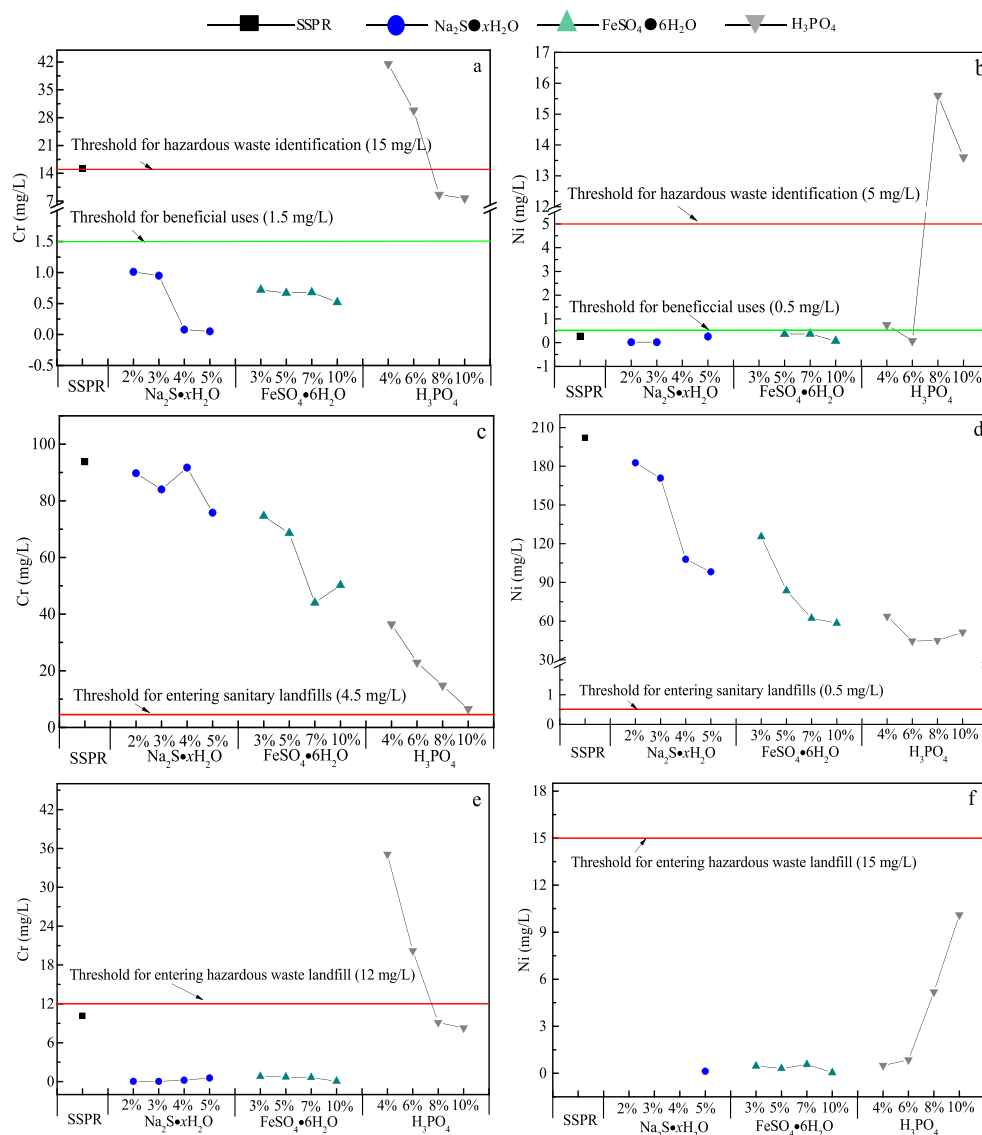 SSPR Na₂S●xH₂O FeSO₄●6H₂O H₃PO₄
a
42
35
28
21
14
7
1.5
1.0
0.5
0.0
-0.5
Cr (mg/L)
Threshold for hazardous waste identification (15 mg/L)
Threshold for beneficial uses (1.5 mg/L)
SSPR 2% 3% 4% 5% 3% 5% 7% 10% 4% 6% 8% 10%
Na₂S●xH₂O FeSO₄●6H₂O H₃PO₄
b
17
16
15
14
13
12
5
4
3
2
1
0
-1
Ni (mg/L)
Threshold for hazardous waste identification (5 mg/L)
Threshold for beneficcial uses (0.5 mg/L)
SSPR 2% 3% 4% 5% 3% 5% 7% 10% 4% 6% 8% 10%
Na₂S●xH₂O FeSO₄●6H₂O H₃PO₄
c
100
80
60
40
20
0
Cr (mg/L)
Threshold for entering sanitary landfills (4.5 mg/L)
SSPR 2% 3% 4% 5% 3% 5% 7% 10% 4% 6% 8% 10%
Na₂S●xH₂O FeSO₄●6H₂O H₃PO₄
d
210
180
150
120
90
60
30
1
0
Ni (mg/L)
Threshold for entering sanitary landfills (0.5 mg/L)
SSPR 2% 3% 4% 5% 3% 5% 7% 10% 4% 6% 8% 10%
Na₂S●xH₂O FeSO₄●6H₂O H₃PO₄
e
42
36
30
24
18
12
6
0
Cr (mg/L)
Threshold for entering hazardous waste landfill (12 mg/L)
SSPR 2% 3% 4% 5% 3% 5% 7% 10% 4% 6% 8% 10%
Na₂S●xH₂O FeSO₄●6H₂O H₃PO₄
f
18
15
12
9
6
3
0
Ni (mg/L)
Threshold for entering hazardous waste landfill (15 mg/L)
SSPR 2% 3% 4% 5% 3% 5% 7% 10% 4% 6% 8% 10%
Na₂S●xH₂O FeSO₄●6H₂O H₃PO₄